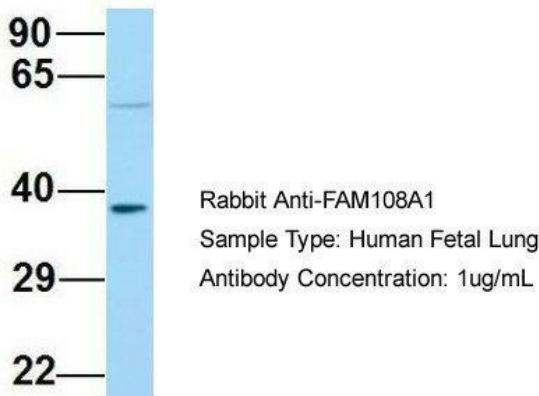 90
65
40
29
22
Rabbit Anti-FAM108A1
Sample Type: Human Fetal Lung
Antibody Concentration: 1ug/mL